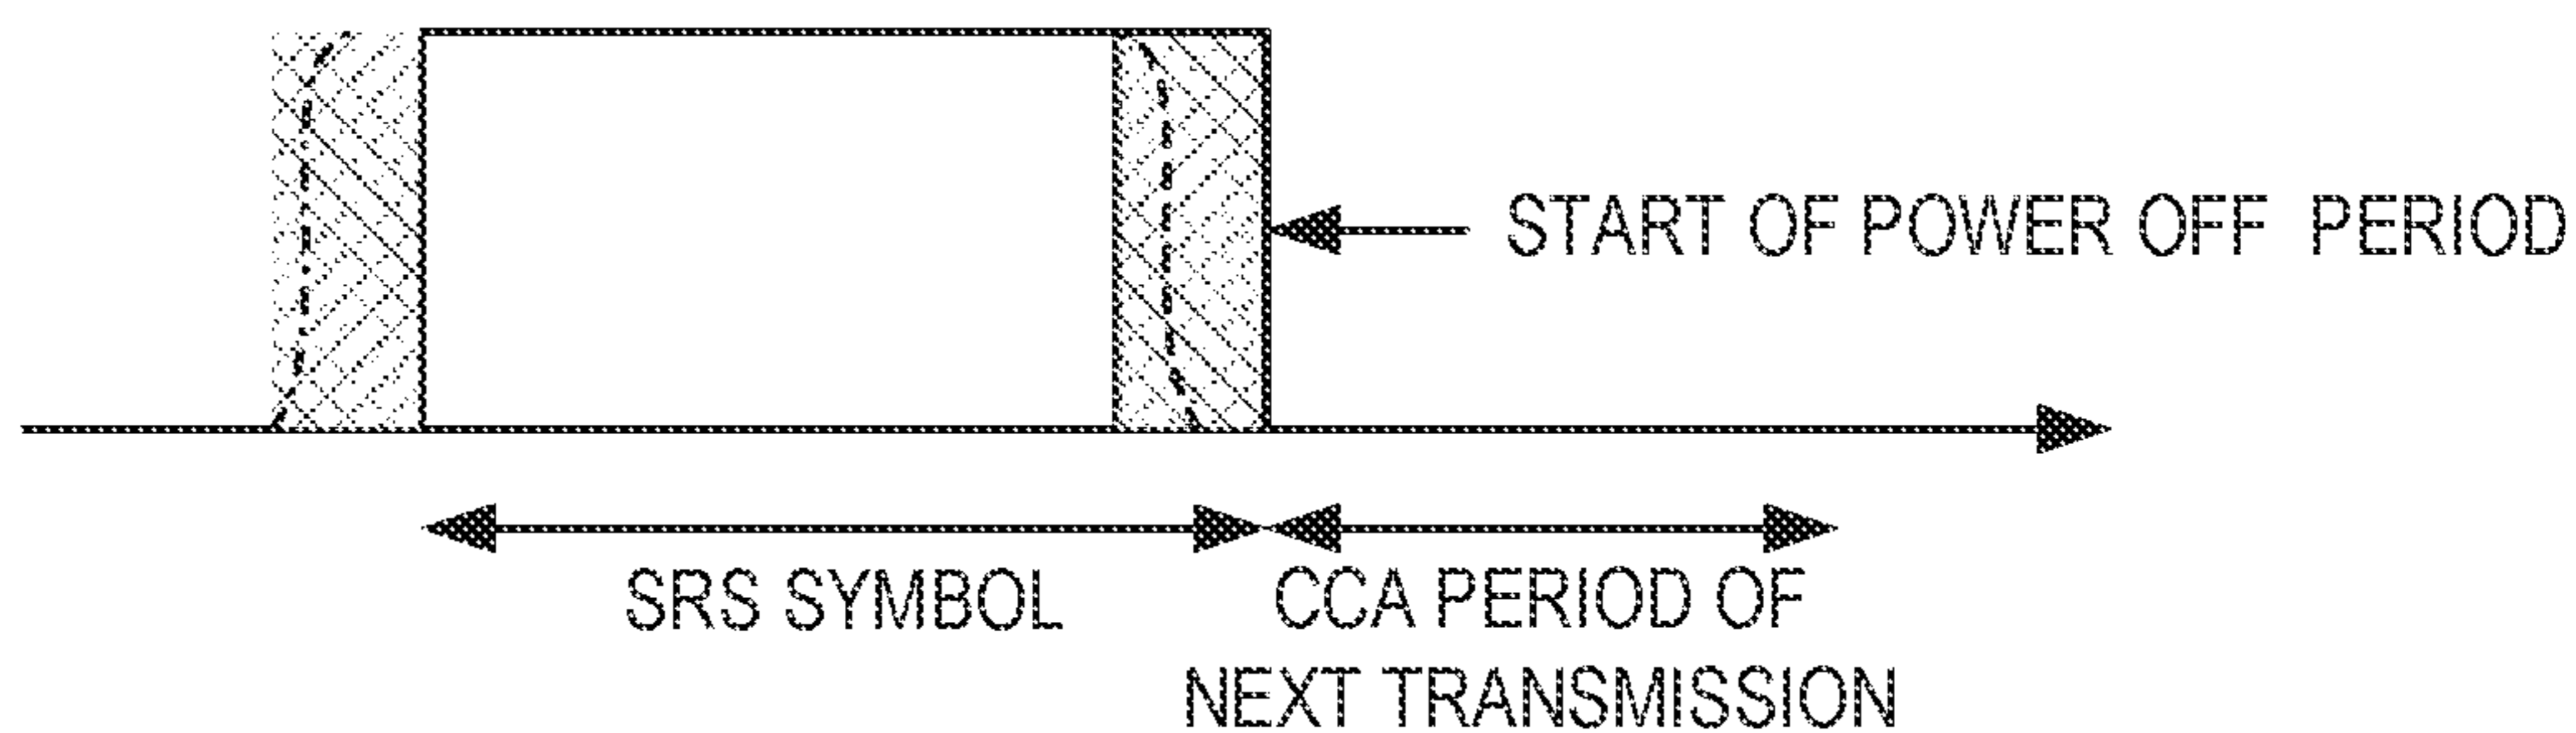 START OF POWER OFF PERIOD
SRS SYMBOL
CCA PERIOD OF
NEXT TRANSMISSION